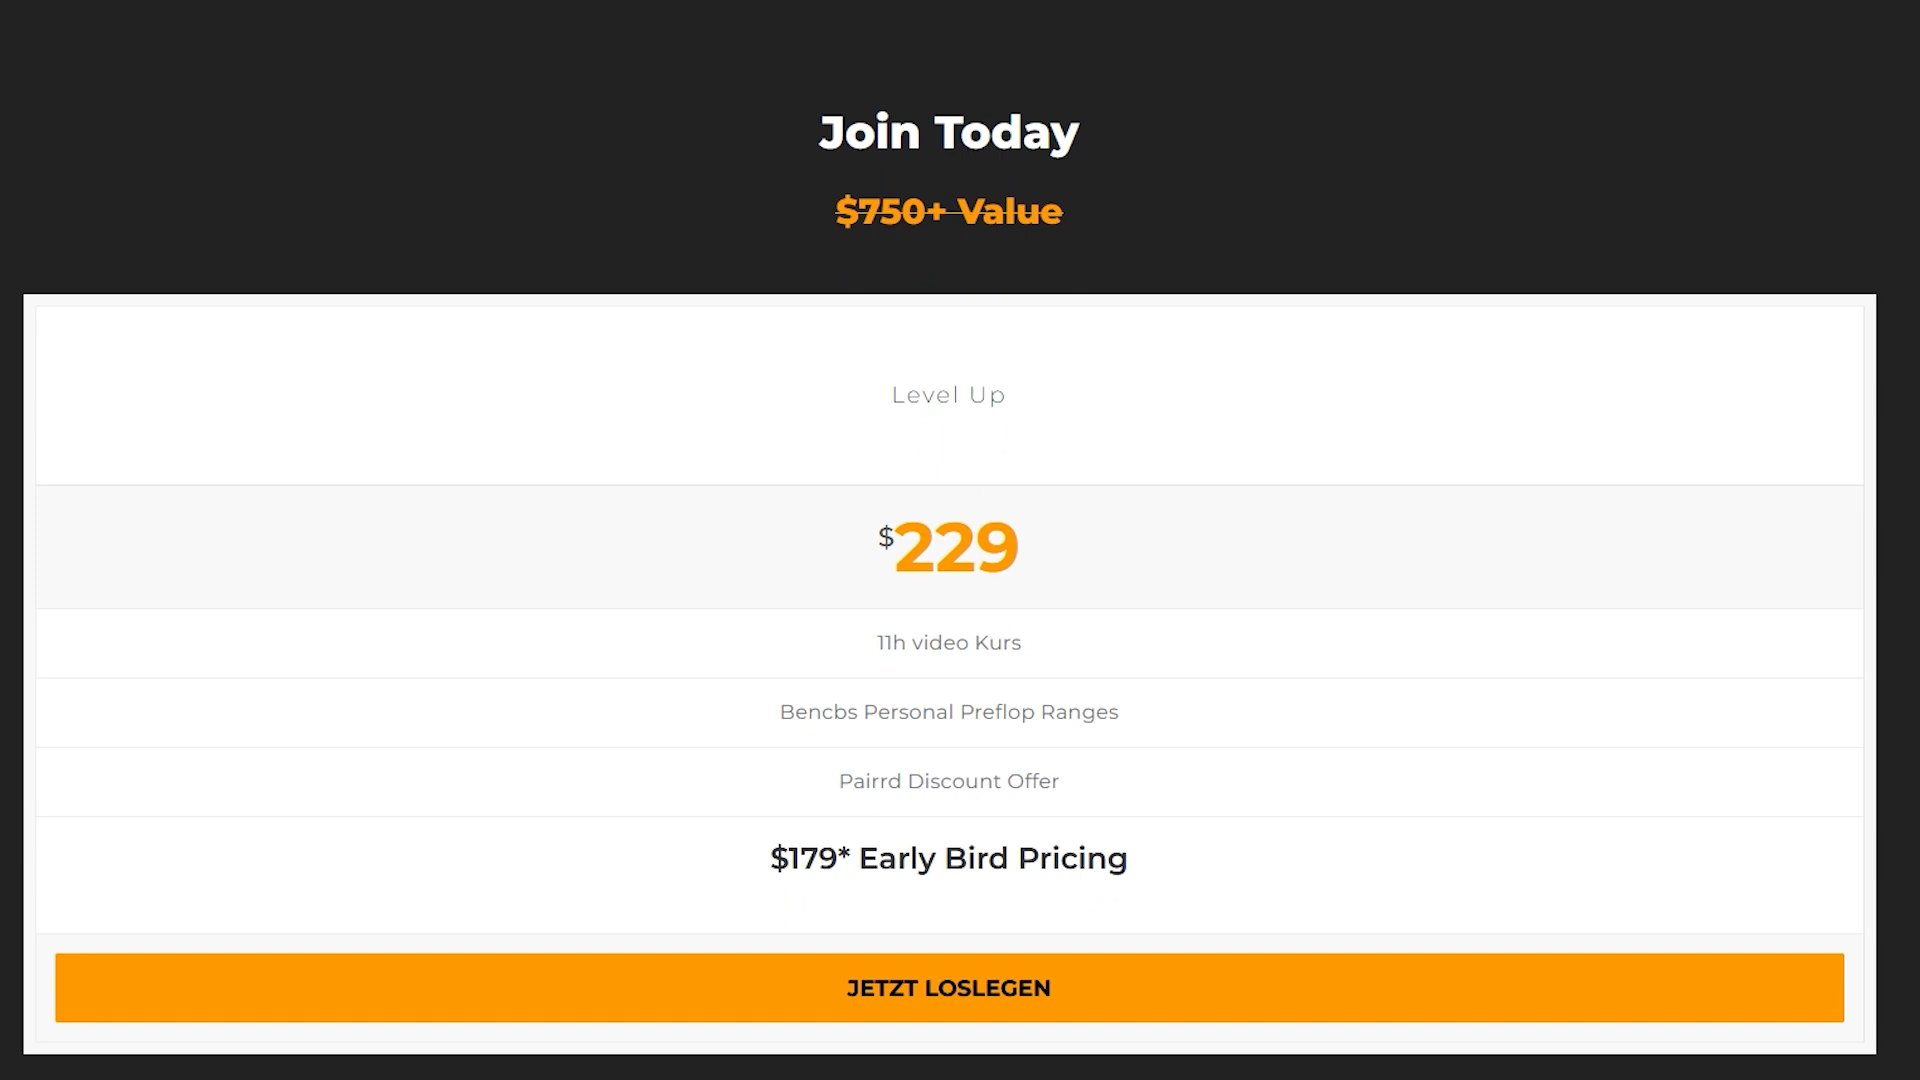 Join Today
$750+ Value
Level Up
$229
11h video Kurs
Bencbs Personal Preflop Ranges
Pairrd Discount Offer
$179* Early Bird Pricing
JETZT LOSLEGEN